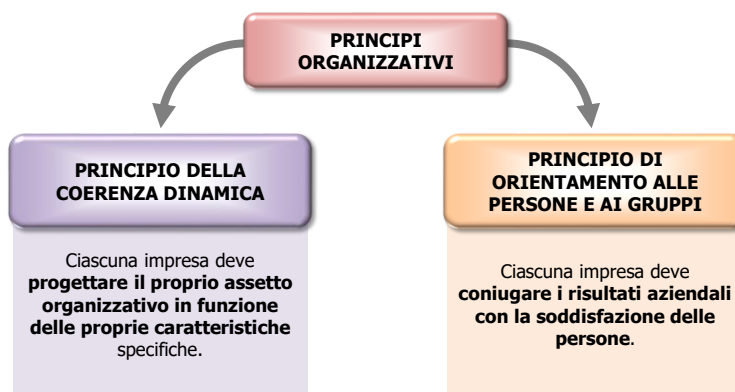 PRINCIPI
ORGANIZZATIVI
PRINCIPIO DELLA
COERENZA DINAMICA
Ciascuna impresa deve
progettare il proprio assetto
organizzativo in funzione
delle proprie caratteristiche
specifiche.
PRINCIPIO DI
ORIENTAMENTO ALLE
PERSONE E AI GRUPPI
Ciascuna impresa deve
coniugare i risultati aziendali
con la soddisfazione delle
persone.